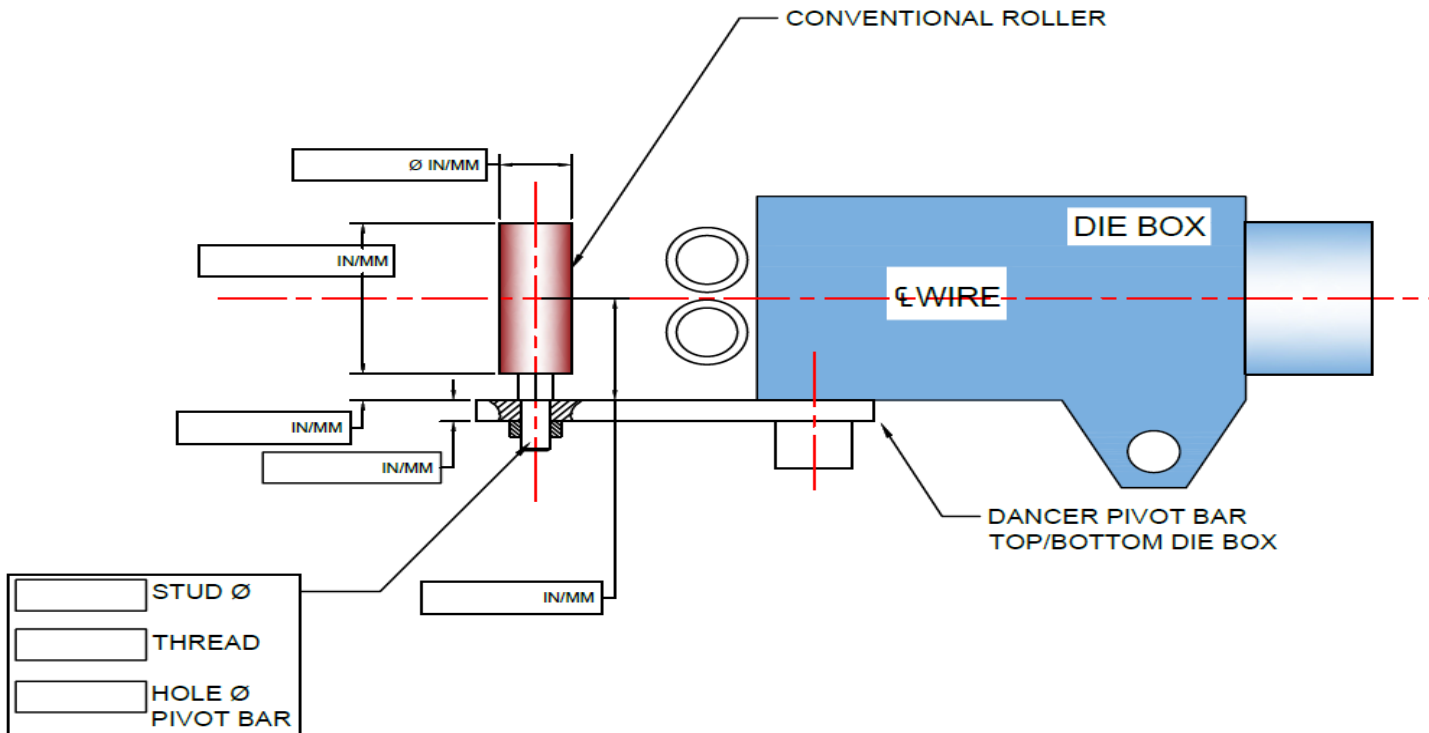 CONVENTIONAL ROLLER
Ø IN/MM
DIE BOX
IN/MM
℄ WIRE
IN/MM
IN/MM
DANCER PIVOT BAR
TOP/BOTTOM DIE BOX
IN/MM
STUD Ø
THREAD
HOLE Ø
PIVOT BAR